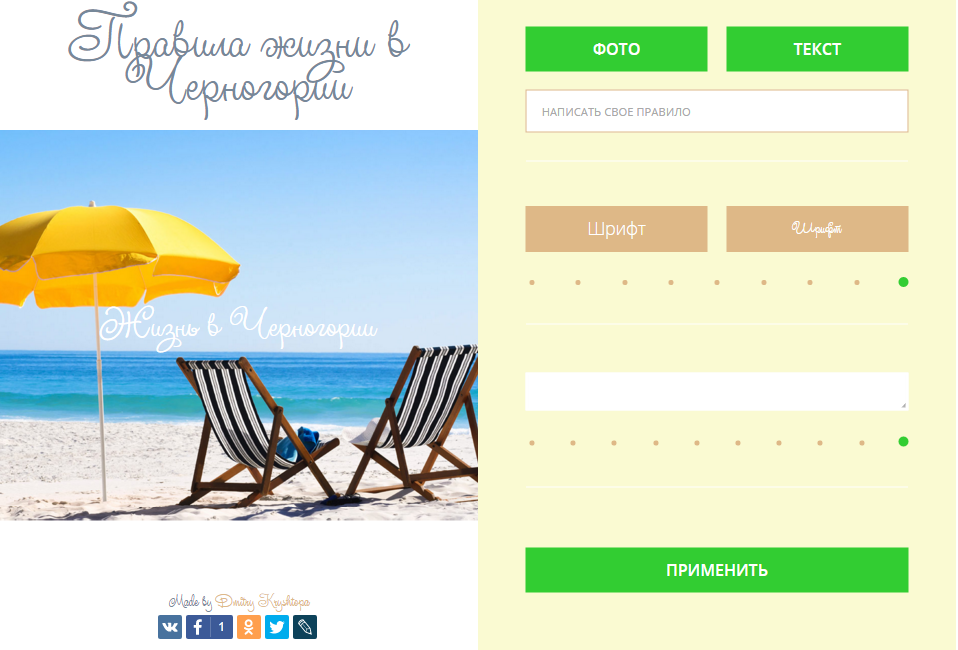 Правила жизни в
Черногории
Жизнь в Черногории
Made by Dmitry Kryshtopa
1
ФОТО
ТЕКСТ
НАПИСАТЬ СВОЕ ПРАВИЛО
Шрифт
Шрифт
ПРИМЕНИТЬ